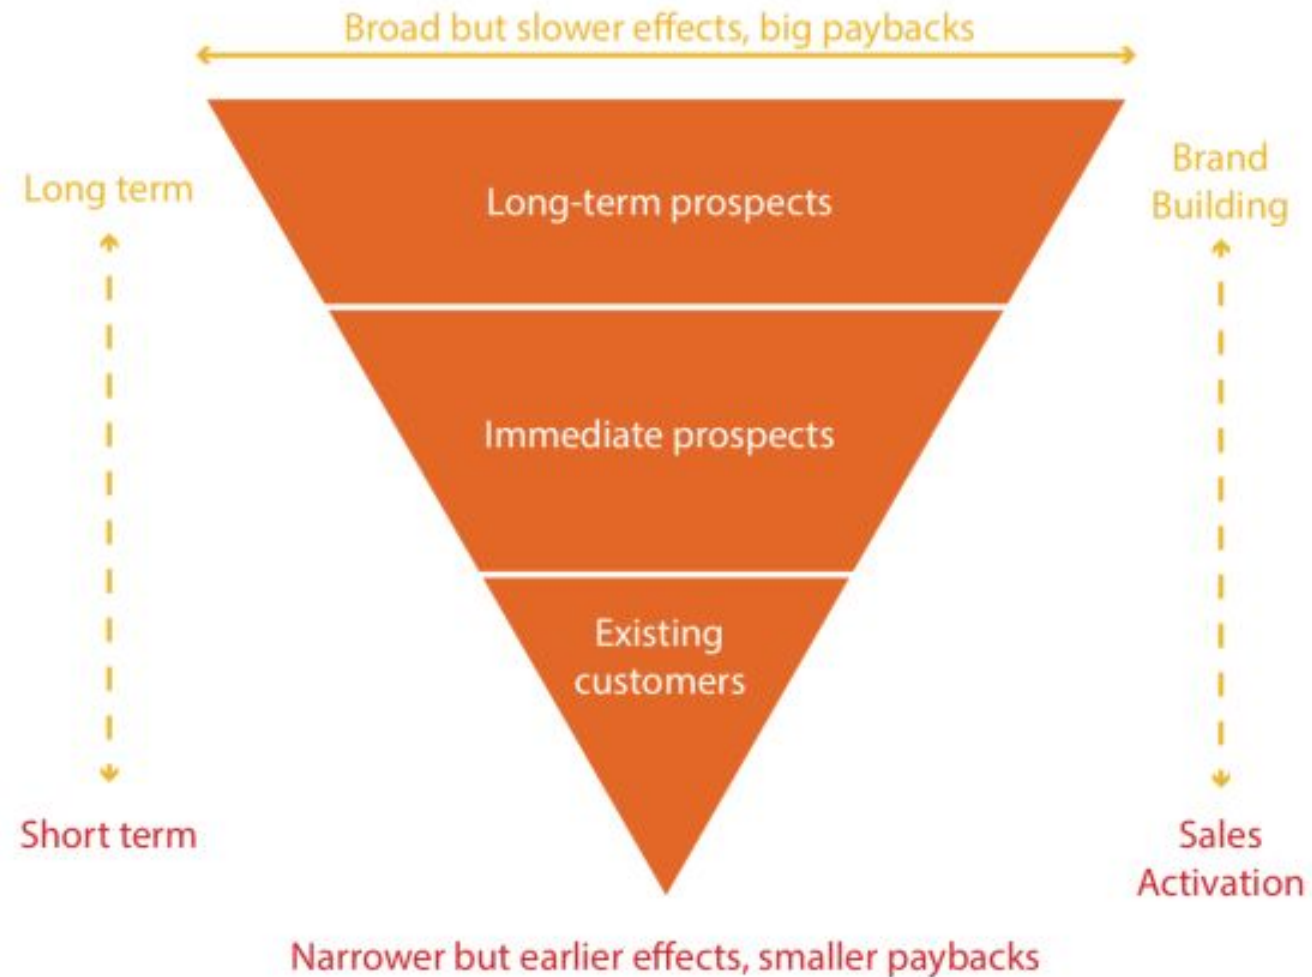 Broad but slower effects, big paybacks
Long term
Long-term prospects
Brand
Building
Immediate prospects
Existing
customers
Short term
Sales
Activation
Narrower but earlier effects, smaller paybacks